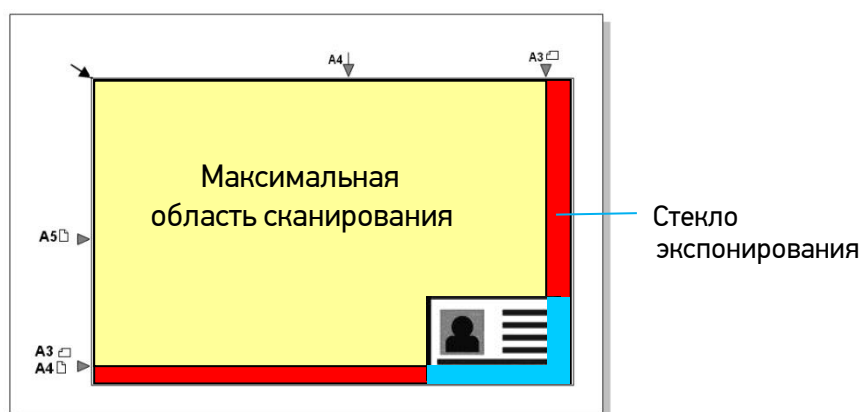 A4
A3
Максимальная
область сканирования
Стекло
экспонирования
A5
A3
A4